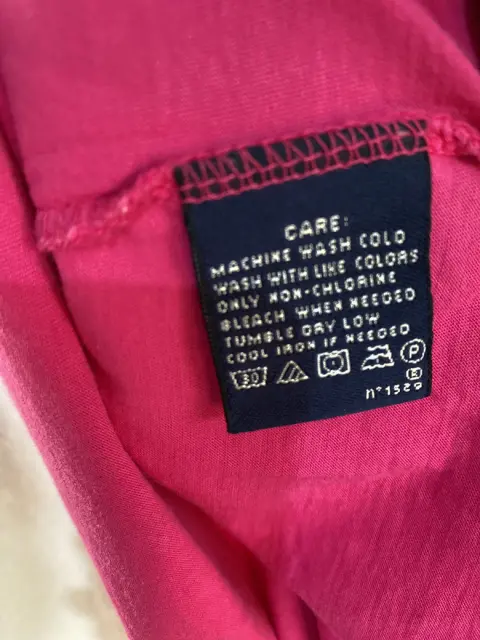 CARE:
MACHINE WASH COLD
WASH WITH LIKE COLORS
ONLY NON-CHLORINE
BLEACH WHEN NEEDED
TUMBLE DRY LOW
COOL IRON IF NEEDED
30 P
E